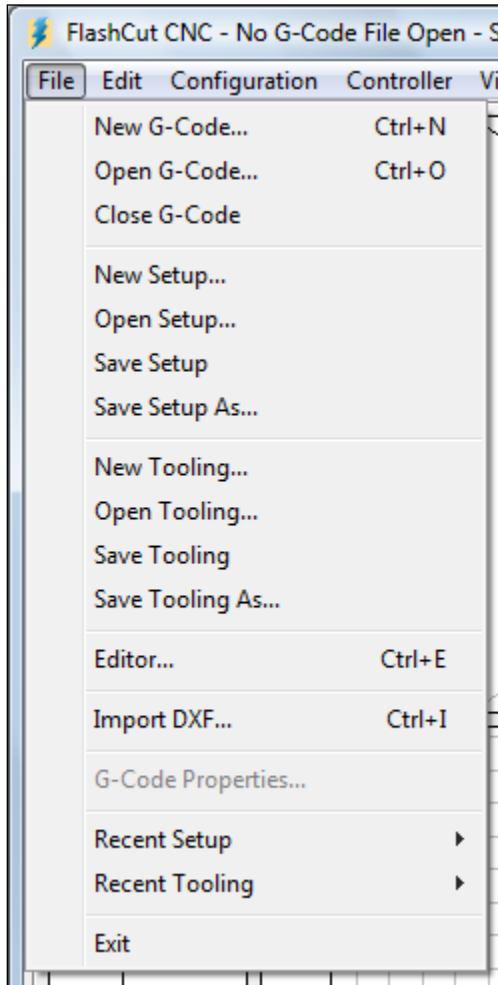 FlashCut CNC - No G-Code File Open - S
File Edit Configuration Controller Vi
New G-Code... Ctrl+N
Open G-Code... Ctrl+O
Close G-Code
New Setup...
Open Setup...
Save Setup
Save Setup As...
New Tooling...
Open Tooling...
Save Tooling
Save Tooling As...
Editor... Ctrl+E
Import DXF... Ctrl+I
G-Code Properties...
Recent Setup
Recent Tooling
Exit